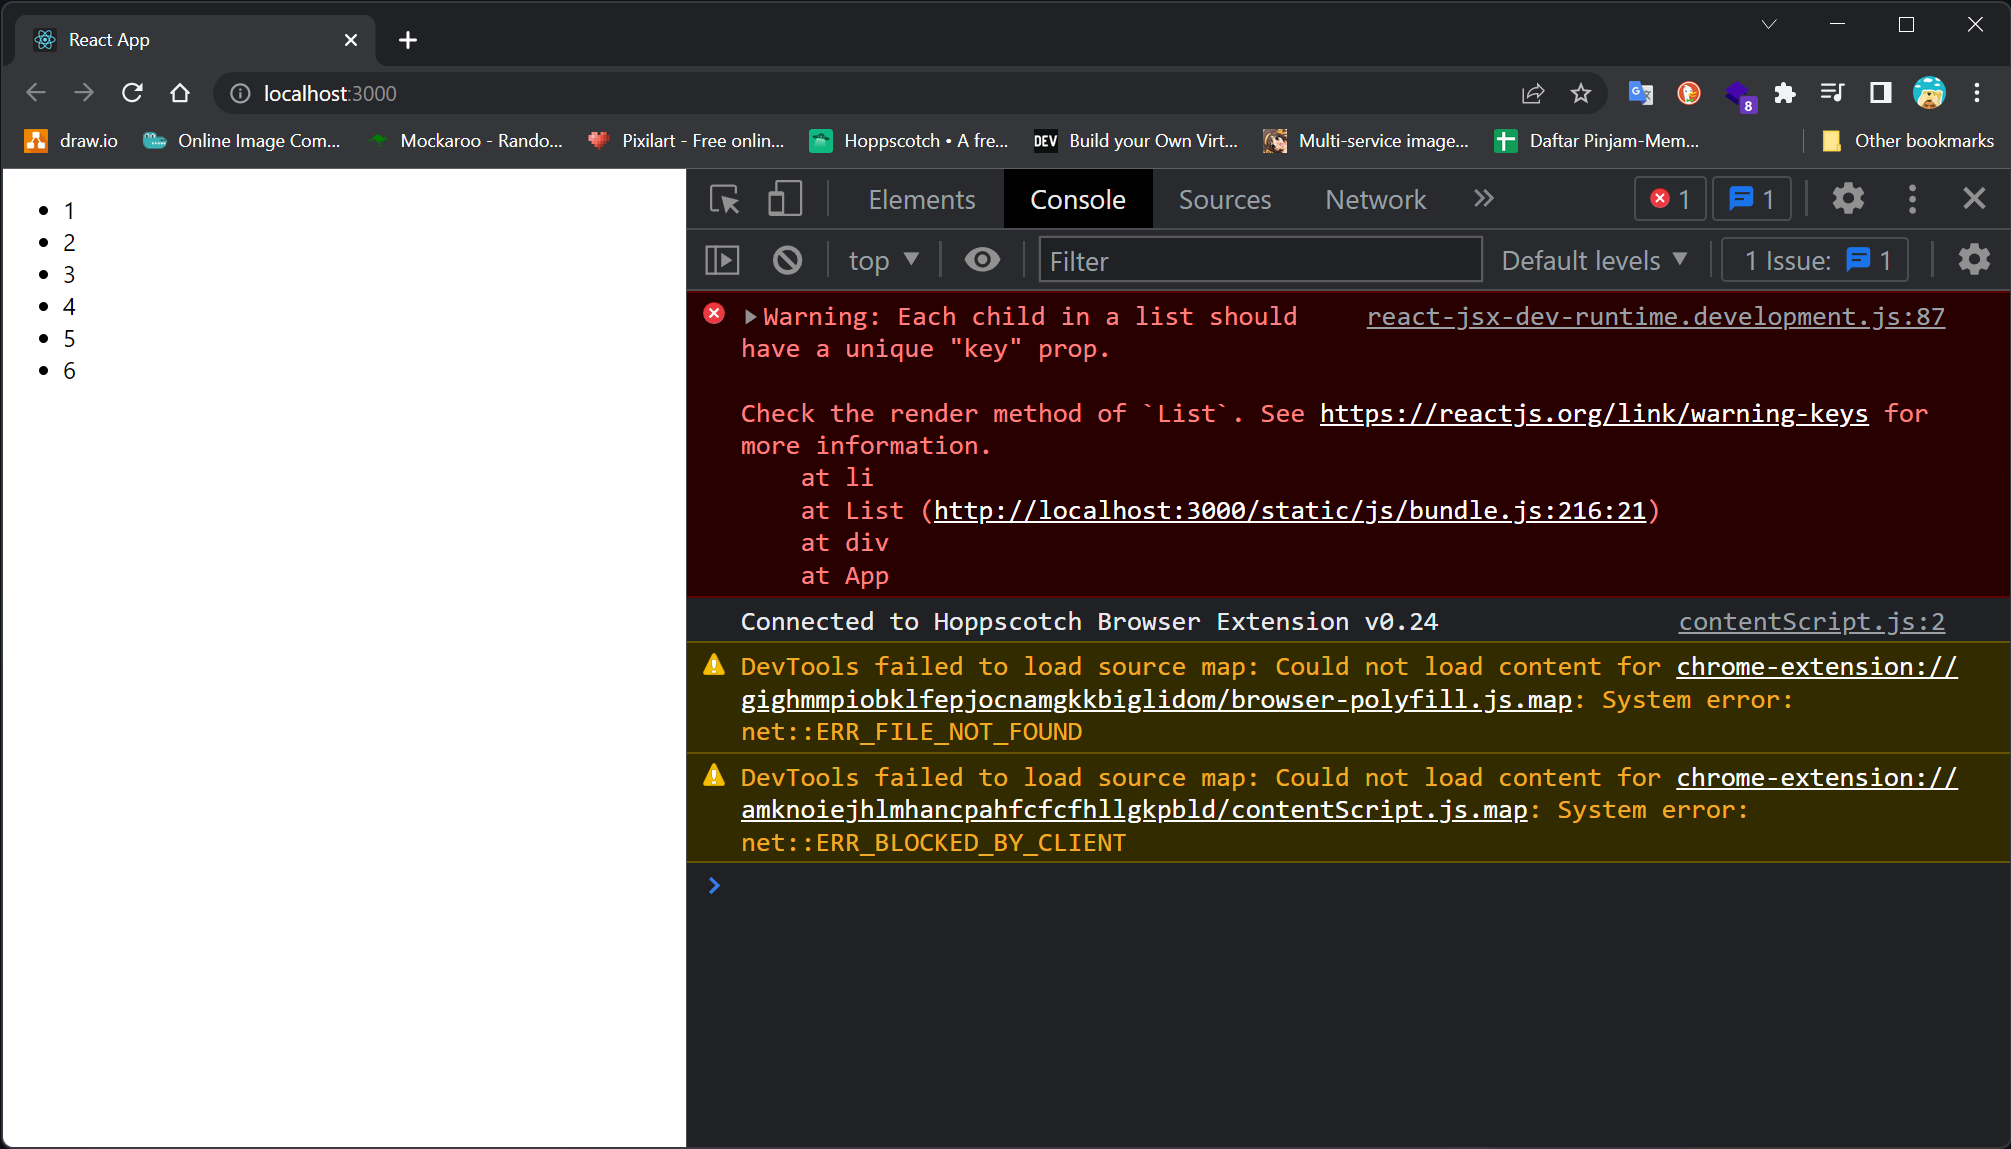 React App
localhost:3000
8
draw.io
Online Image Com...
Mockaroo - Rando...
Pixilart - Free onlin...
Hoppscotch • A fre...
DEV
Build your Own Virt...
Multi-service image...
Daftar Pinjam-Mem...
Other bookmarks
1
2
3
4
5
6
Elements
Console
Sources
Network
1
1
top
Filter
Default levels
1 Issue: 1
Warning: Each child in a list should react-jsx-dev-runtime.development.js:87
have a unique "key" prop.
Check the render method of `List`. See https://reactjs.org/link/warning-keys for
more information.
at li
at List (http://localhost:3000/static/js/bundle.js:216:21)
at div
at App
Connected to Hoppscotch Browser Extension v0.24 contentScript.js:2
DevTools failed to load source map: Could not load content for chrome-extension://
gighmmpiobklfepjocnamgkkbiglidom/browser-polyfill.js.map: System error:
net::ERR_FILE_NOT_FOUND
DevTools failed to load source map: Could not load content for chrome-extension://
amknoiejhlmhancpahfcfcfhllgkpbld/contentScript.js.map: System error:
net::ERR_BLOCKED_BY_CLIENT